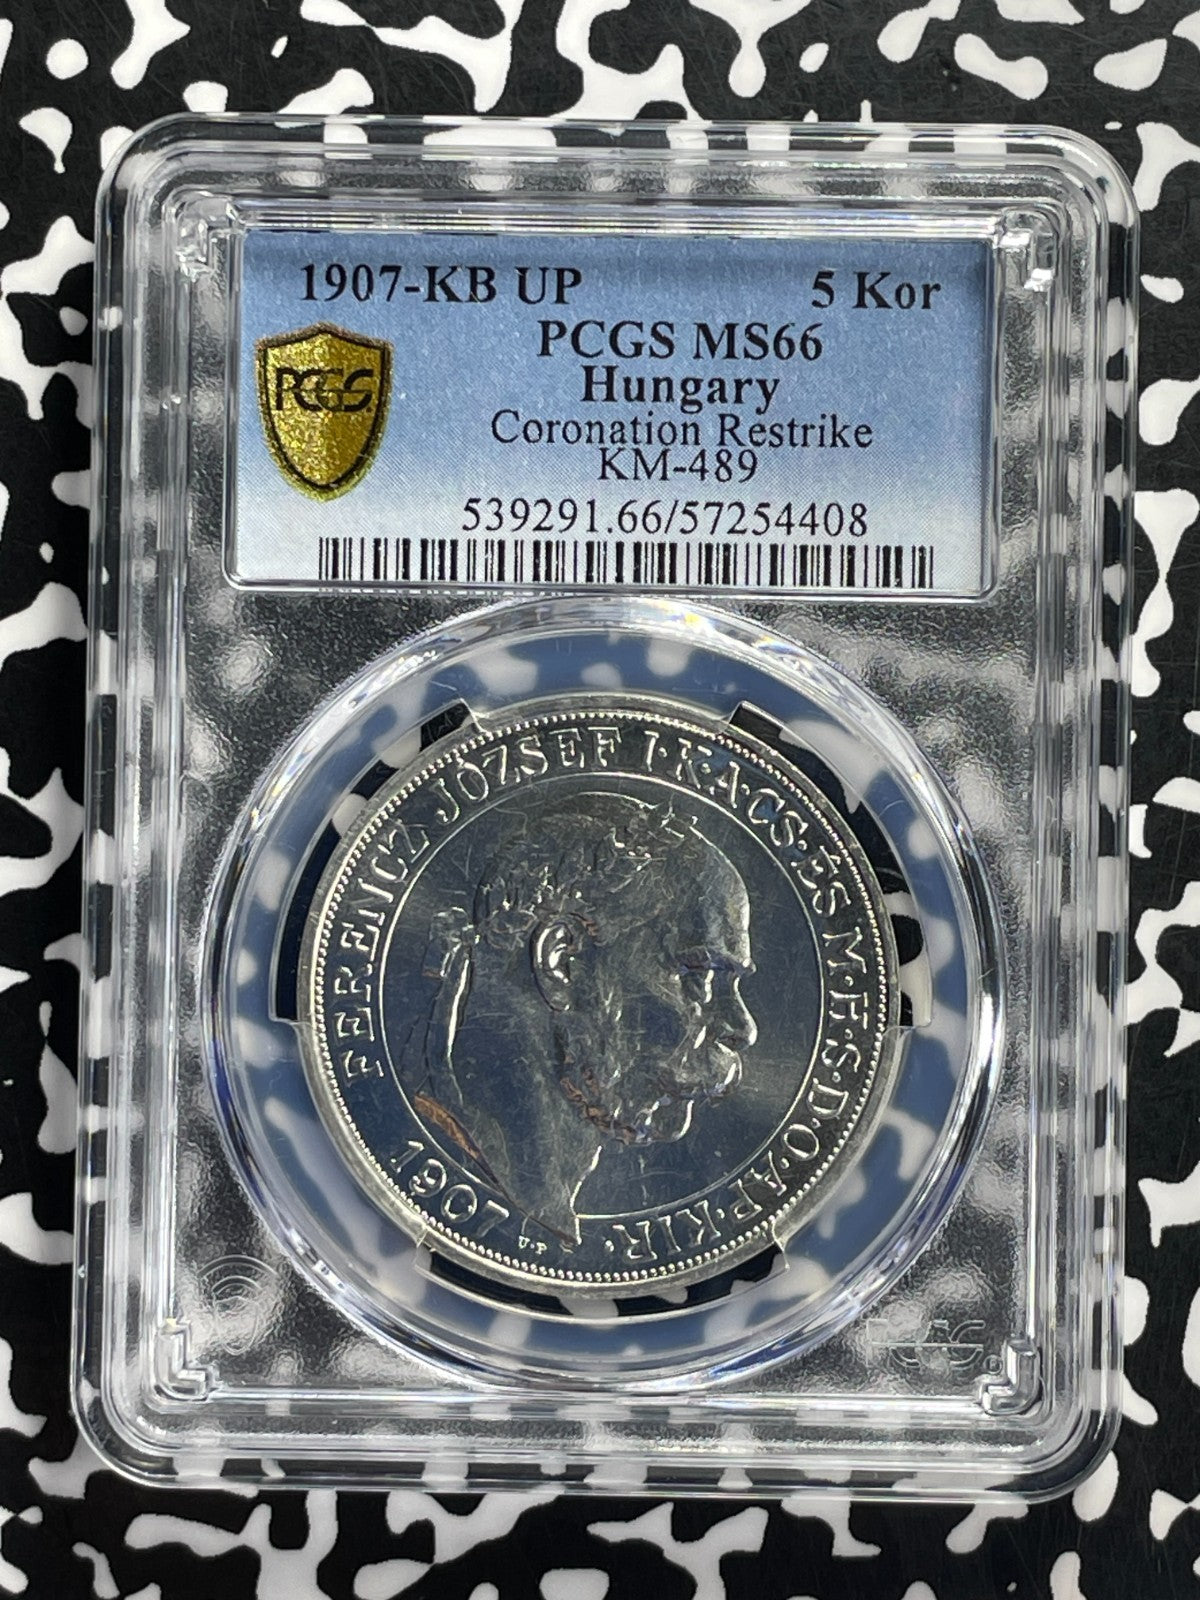 1907-KB UP 5 Kor
PCGS MS66
Hungary
Coronation Restrike
KM-489
539291.66/57254408
PCGS
FERENCZ JÓZSEF I·K·A·CS·ÉS M·H·S·D·O·AP·KIR·
1907
U·P
PCGS